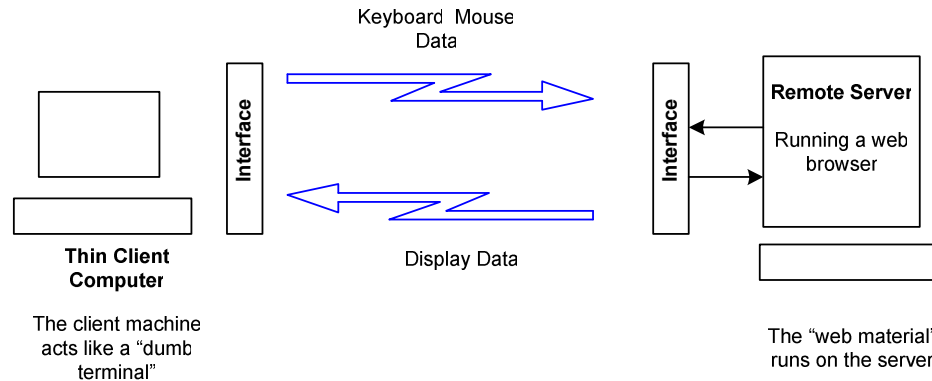 Keyboard Mouse
Data
Interface
Interface
Remote Server
Running a web
browser
Display Data
Thin Client
Computer
The client machine
acts like a “dumb
terminal”
The “web material”
runs on the server